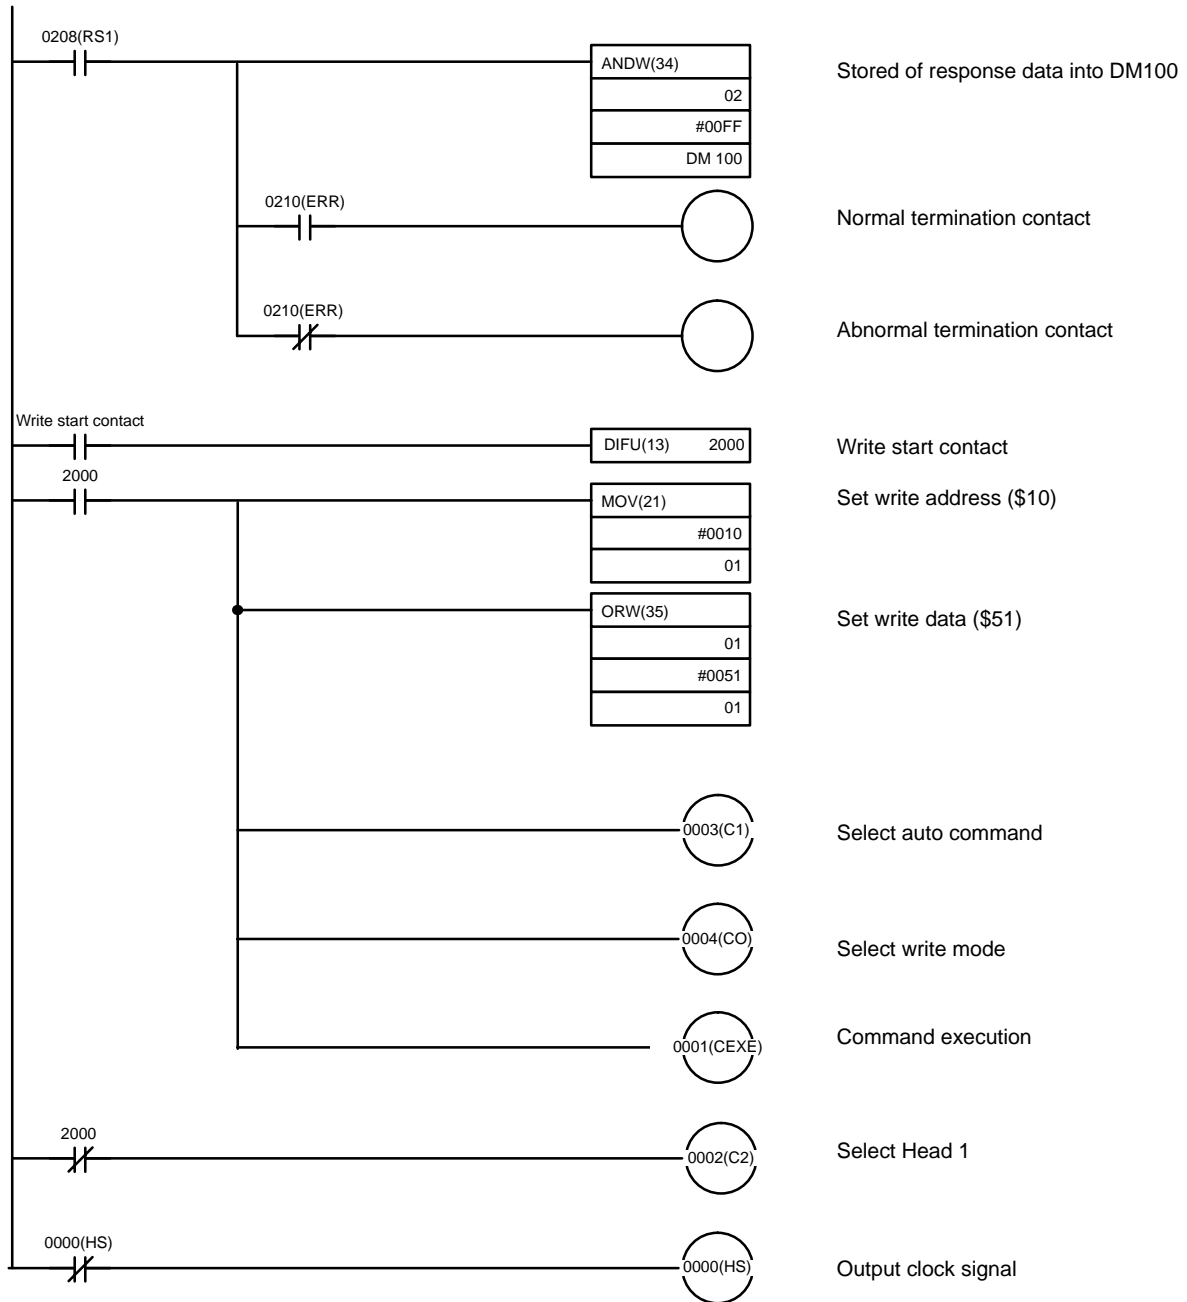 0208(RS1)
ANDW(34)
02
#00FF
DM 100
Stored of response data into DM100
0210(ERR)
Normal termination contact
0210(ERR)
Abnormal termination contact
Write start contact
DIFU(13) 2000
Write start contact
2000
MOV(21)
#0010
01
Set write address ($10)
ORW(35)
01
#0051
01
Set write data ($51)
0003(C1)
Select auto command
0004(CO)
Select write mode
0001(CEXE)
Command execution
2000
0002(C2)
Select Head 1
0000(HS)
0000(HS)
Output clock signal